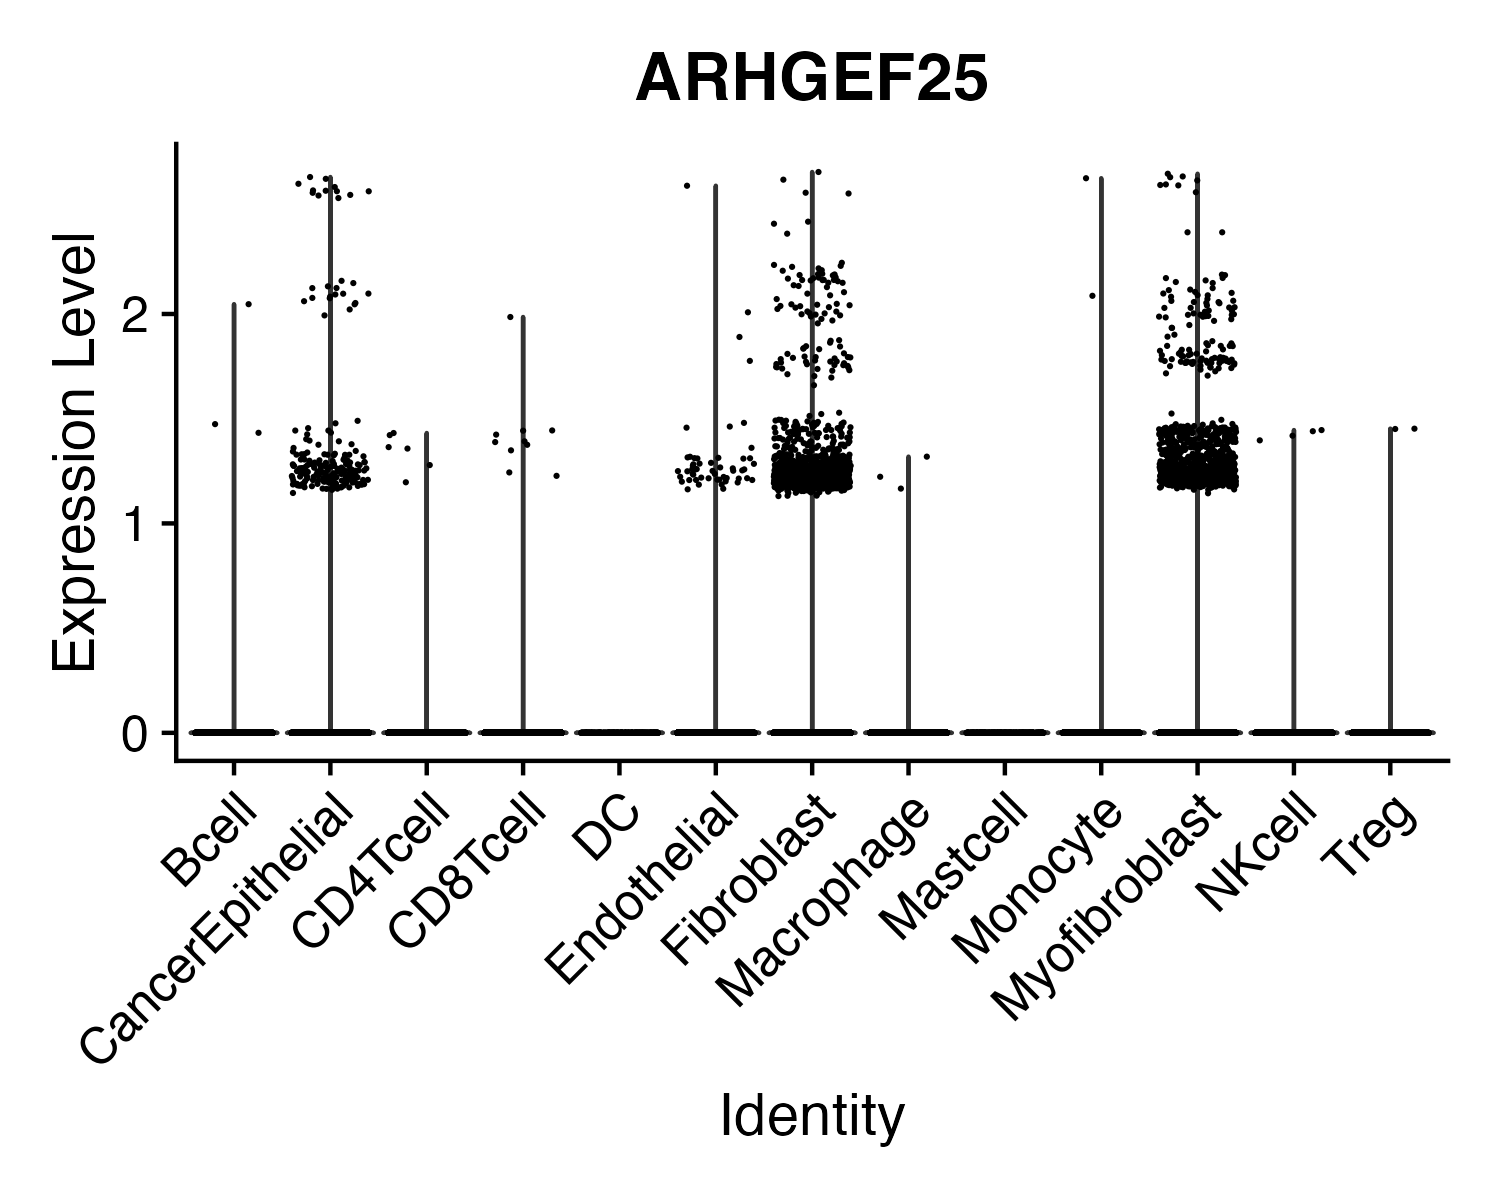 ARHGEF25
Expression Level
2
1
0
Bcell
CancerEpithelial
CD4Tcell
CD8Tcell
DC
Endothelial
Fibroblast
Macrophage
Mastcell
Monocyte
Myofibroblast
NKcell
Treg
Identity